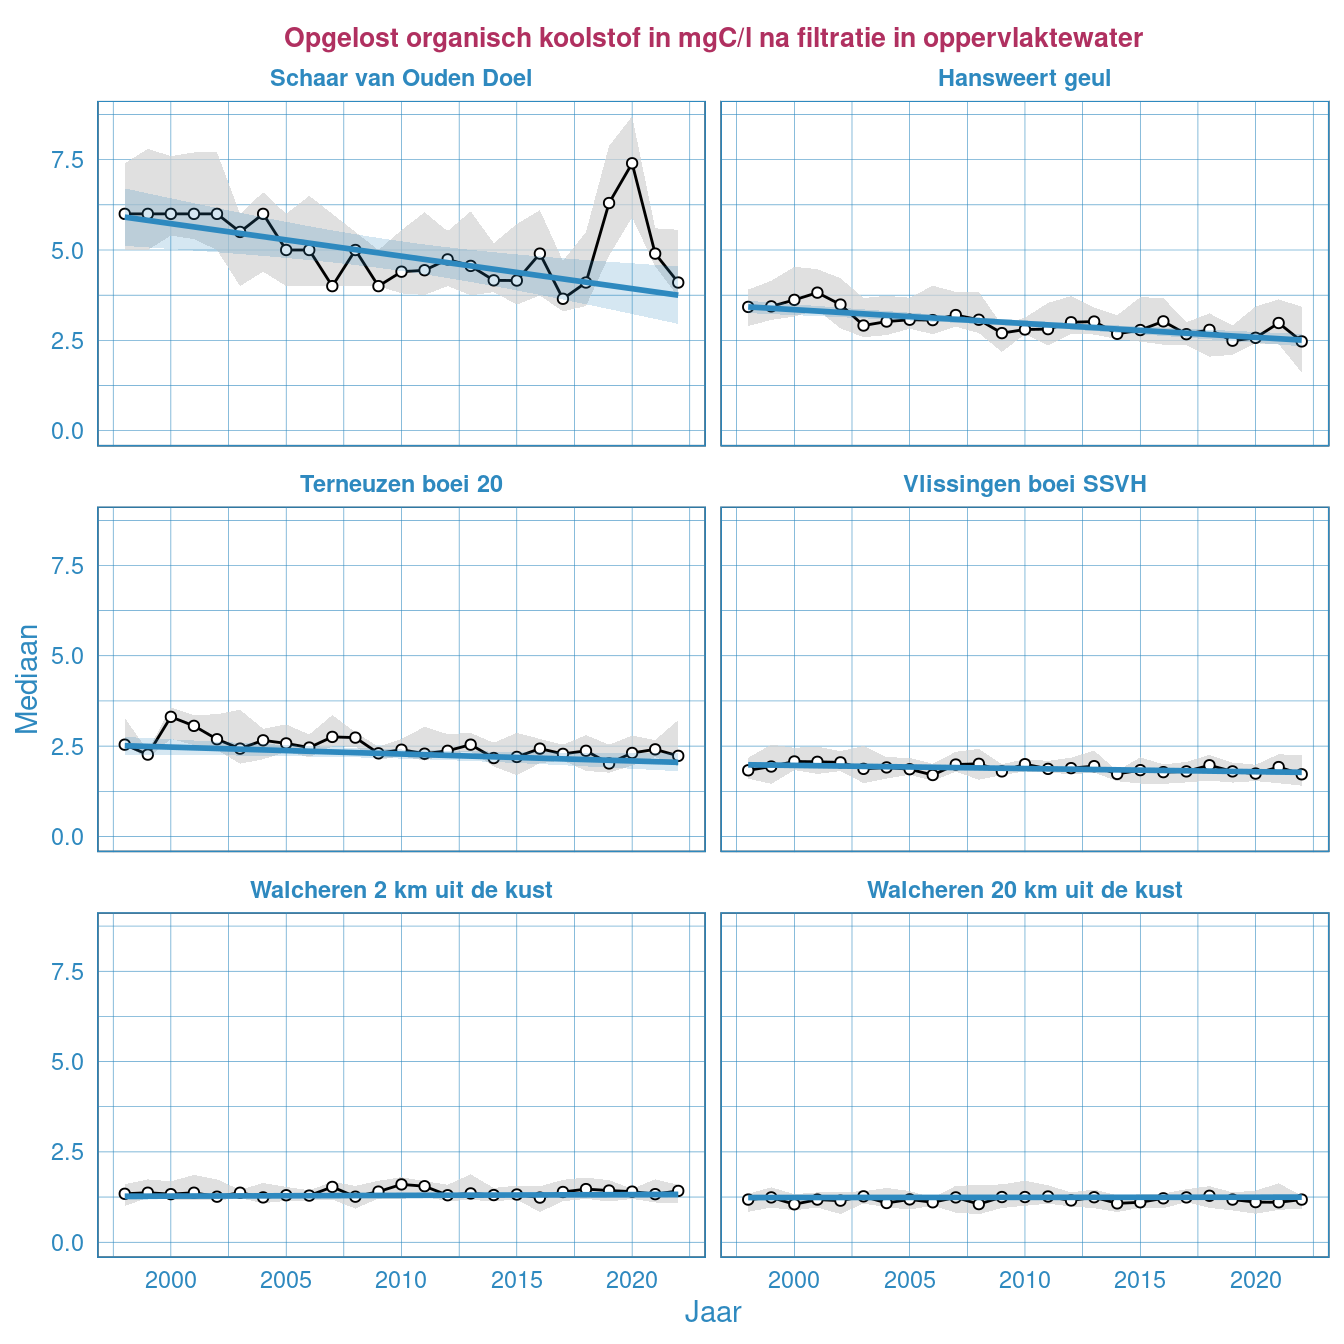 Opgelost organisch koolstof in mgC/l na filtratie in oppervlaktewater
Schaar van Ouden Doel
Hansweert geul
7.5
5.0
2.5
0.0
Terneuzen boei 20
Vlissingen boei SSVH
7.5
5.0
2.5
0.0
Mediaan
Walcheren 2 km uit de kust
Walcheren 20 km uit de kust
7.5
5.0
2.5
0.0
2000 2005 2010 2015 2020
2000 2005 2010 2015 2020
Jaar